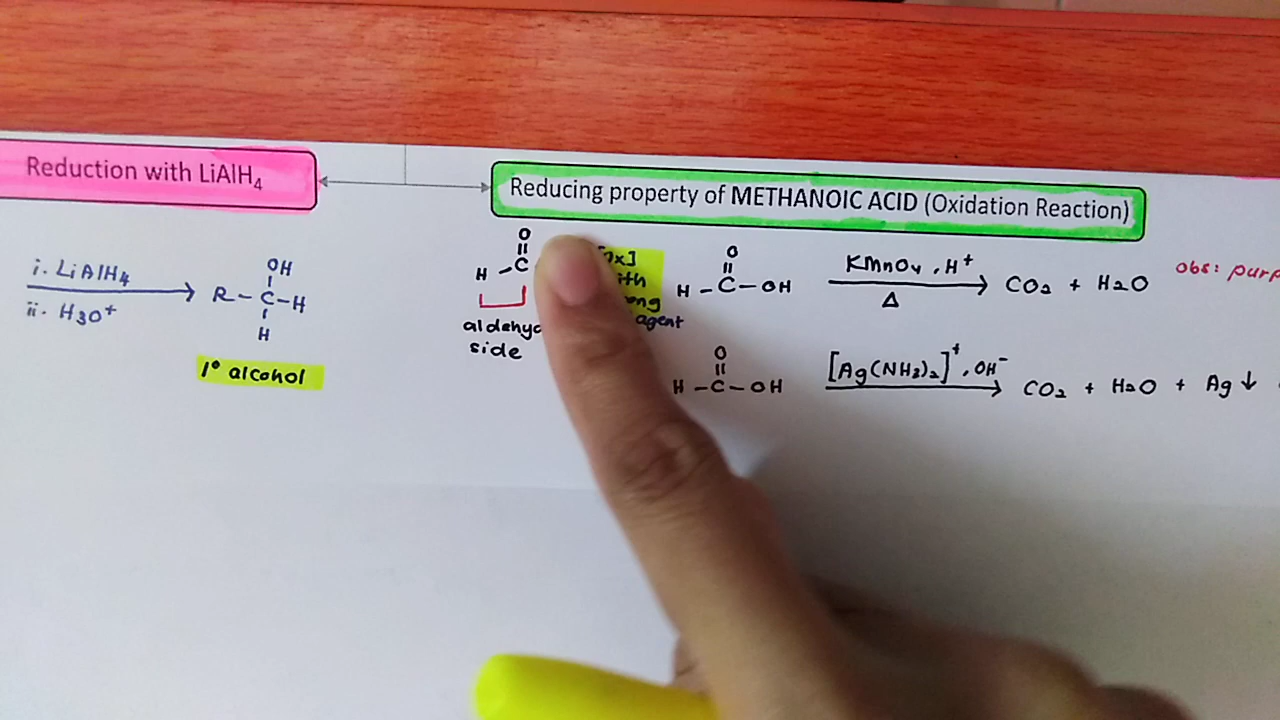 Reduction with LiAlH₄
Reducing property of METHANOIC ACID (Oxidation Reaction)
i. LiAlH₄
ii. H₃O⁺
OH
R – C – H
H
1° alcohol
O
H – C
side
O
H – C – OH
agent
KMnO₄ , H⁺
Δ
CO₂ + H₂O
obs:
O
H – C – OH
[Ag(NH₃)₂]⁺ , OH⁻
CO₂ + H₂O + Ag ↓